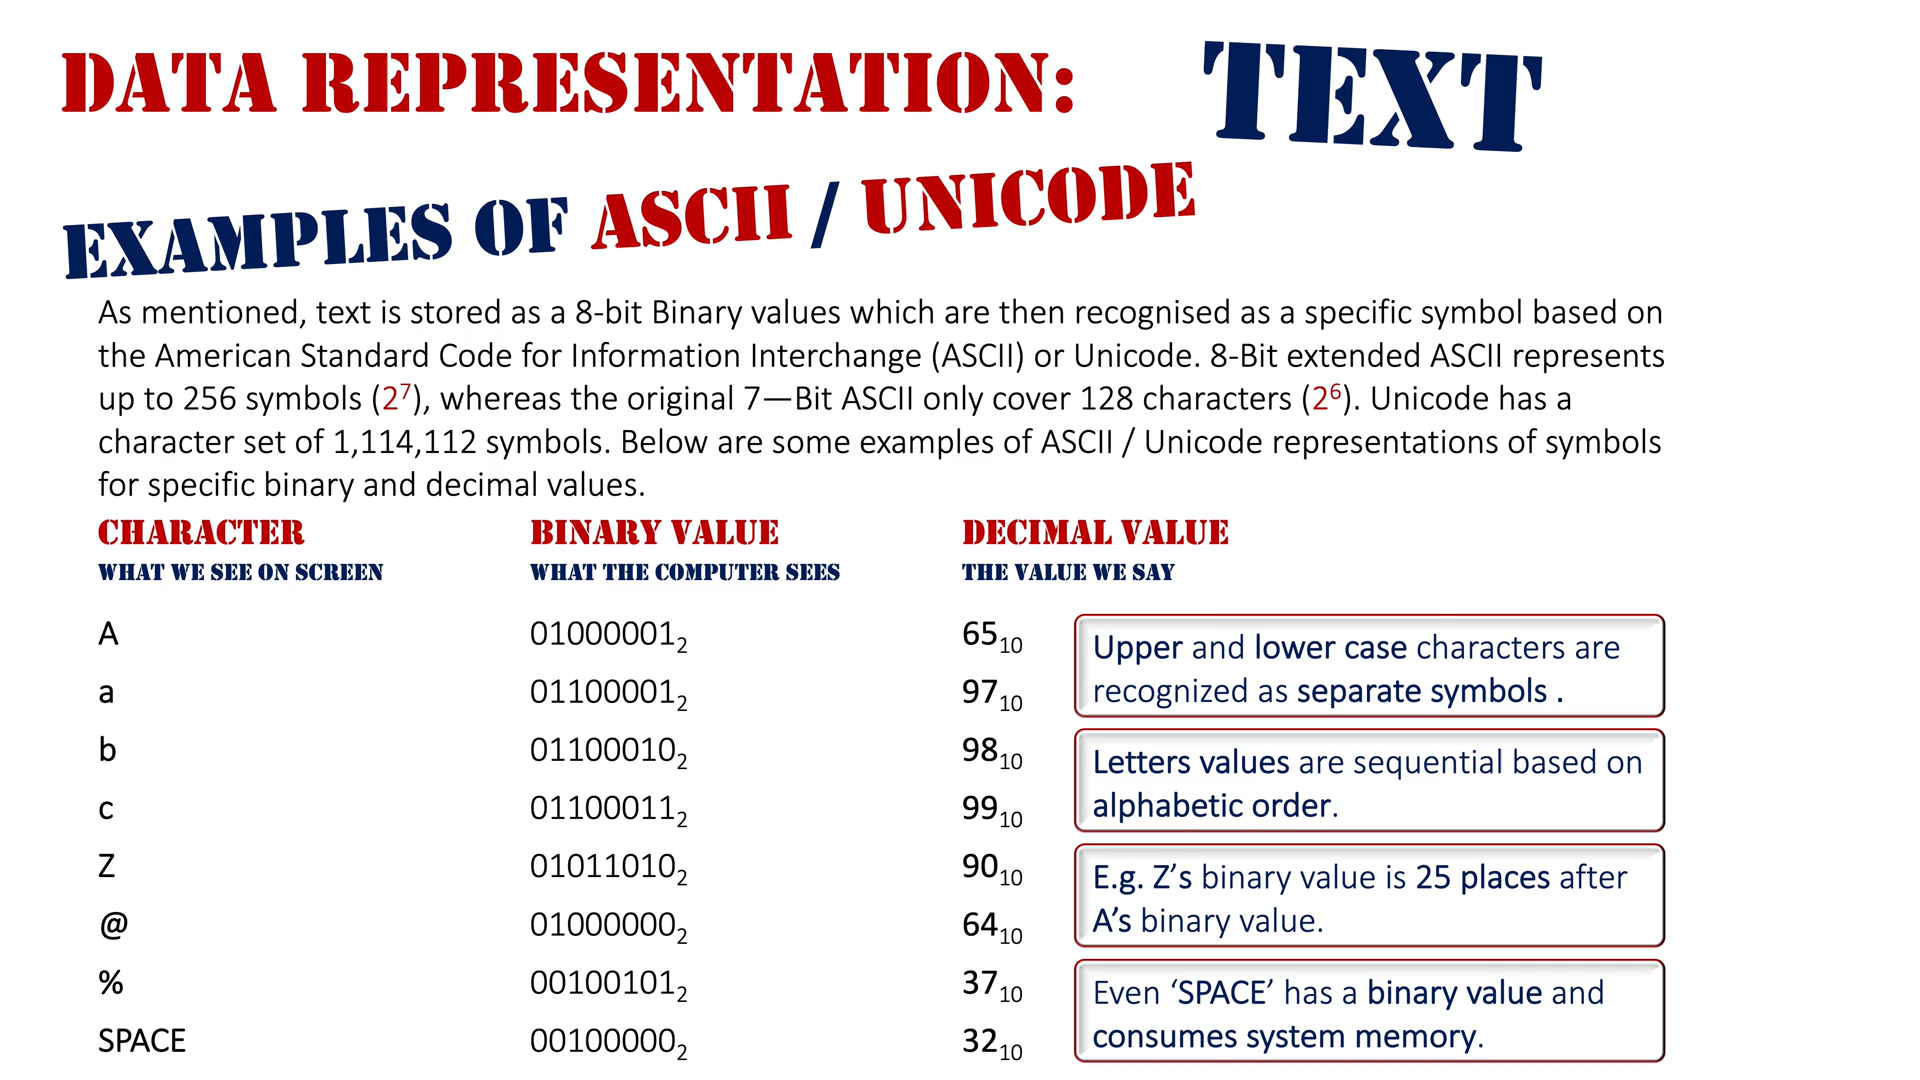 DATA REPRESENTATION: TEXT
EXAMPLES OF ASCII / UNICODE
As mentioned, text is stored as a 8-bit Binary values which are then recognised as a specific symbol based on
the American Standard Code for Information Interchange (ASCII) or Unicode. 8-Bit extended ASCII represents
up to 256 symbols (2⁷), whereas the original 7—Bit ASCII only cover 128 characters (2⁶). Unicode has a
character set of 1,114,112 symbols. Below are some examples of ASCII / Unicode representations of symbols
for specific binary and decimal values.
CHARACTER BINARY VALUE DECIMAL VALUE
WHAT WE SEE ON SCREEN WHAT THE COMPUTER SEES THE VALUE WE SAY
A 01000001₂ 65₁₀
a 01100001₂ 97₁₀
b 01100010₂ 98₁₀
c 01100011₂ 99₁₀
Z 01011010₂ 90₁₀
@ 01000000₂ 64₁₀
% 00100101₂ 37₁₀
SPACE 00100000₂ 32₁₀
Upper and lower case characters are
recognized as separate symbols .
Letters values are sequential based on
alphabetic order.
E.g. Z’s binary value is 25 places after
A’s binary value.
Even ‘SPACE’ has a binary value and
consumes system memory.